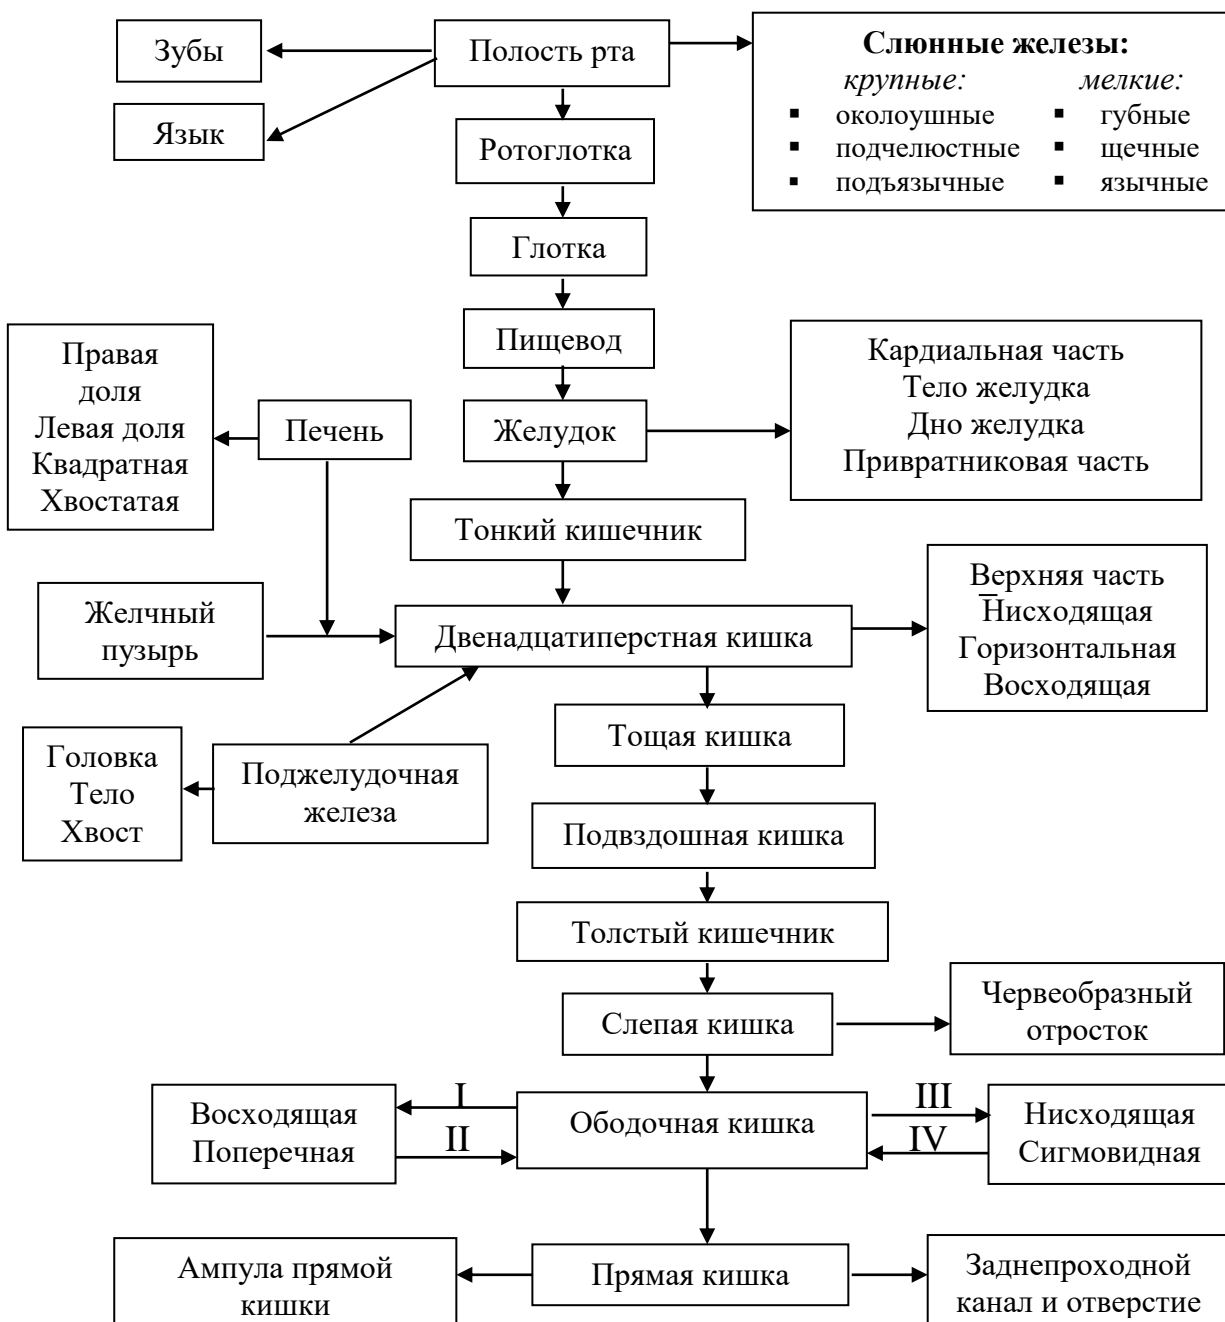 Зубы
Полость рта
Слюнные железы:
крупные: мелкие:
▪ околоушные ▪ губные
▪ подчелюстные ▪ щечные
▪ подъязычные ▪ язычные
Язык
Ротоглотка
Глотка
Пищевод
Правая
доля
Левая доля
Квадратная
Хвостатая
Печень
Желудок
Кардиальная часть
Тело желудка
Дно желудка
Привратниковая часть
Тонкий кишечник
Желчный
пузырь
Двенадцатиперстная кишка
Верхняя часть
Нисходящая
Горизонтальная
Восходящая
Тощая кишка
Головка
Тело
Хвост
Поджелудочная
железа
Подвздошная кишка
Толстый кишечник
Слепая кишка
Червеобразный
отросток
Восходящая
Поперечная
I
II
Ободочная кишка
III
IV
Нисходящая
Сигмовидная
Ампула прямой
кишки
Прямая кишка
Заднепроходной
канал и отверстие